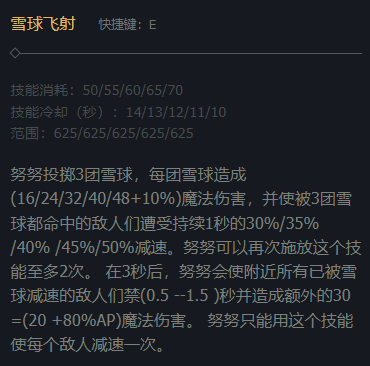 雪球飞射 快捷键：E
技能消耗：50/55/60/65/70
技能冷却（秒）：14/13/12/11/10
范围：625/625/625/625/625
努努投掷3团雪球，每团雪球造成
(16/24/32/40/48+10%)魔法伤害，并使被3团雪
球都命中的敌人们遭受持续1秒的30%/35%
/40% /45%/50%减速。努努可以再次施放这个技
能至多2次。 在3秒后，努努会使附近所有已被雪
球减速的敌人们禁(0.5 --1.5 )秒并造成额外的30
=(20 +80%AP)魔法伤害。 努努只能用这个技能
使每个敌人减速一次。